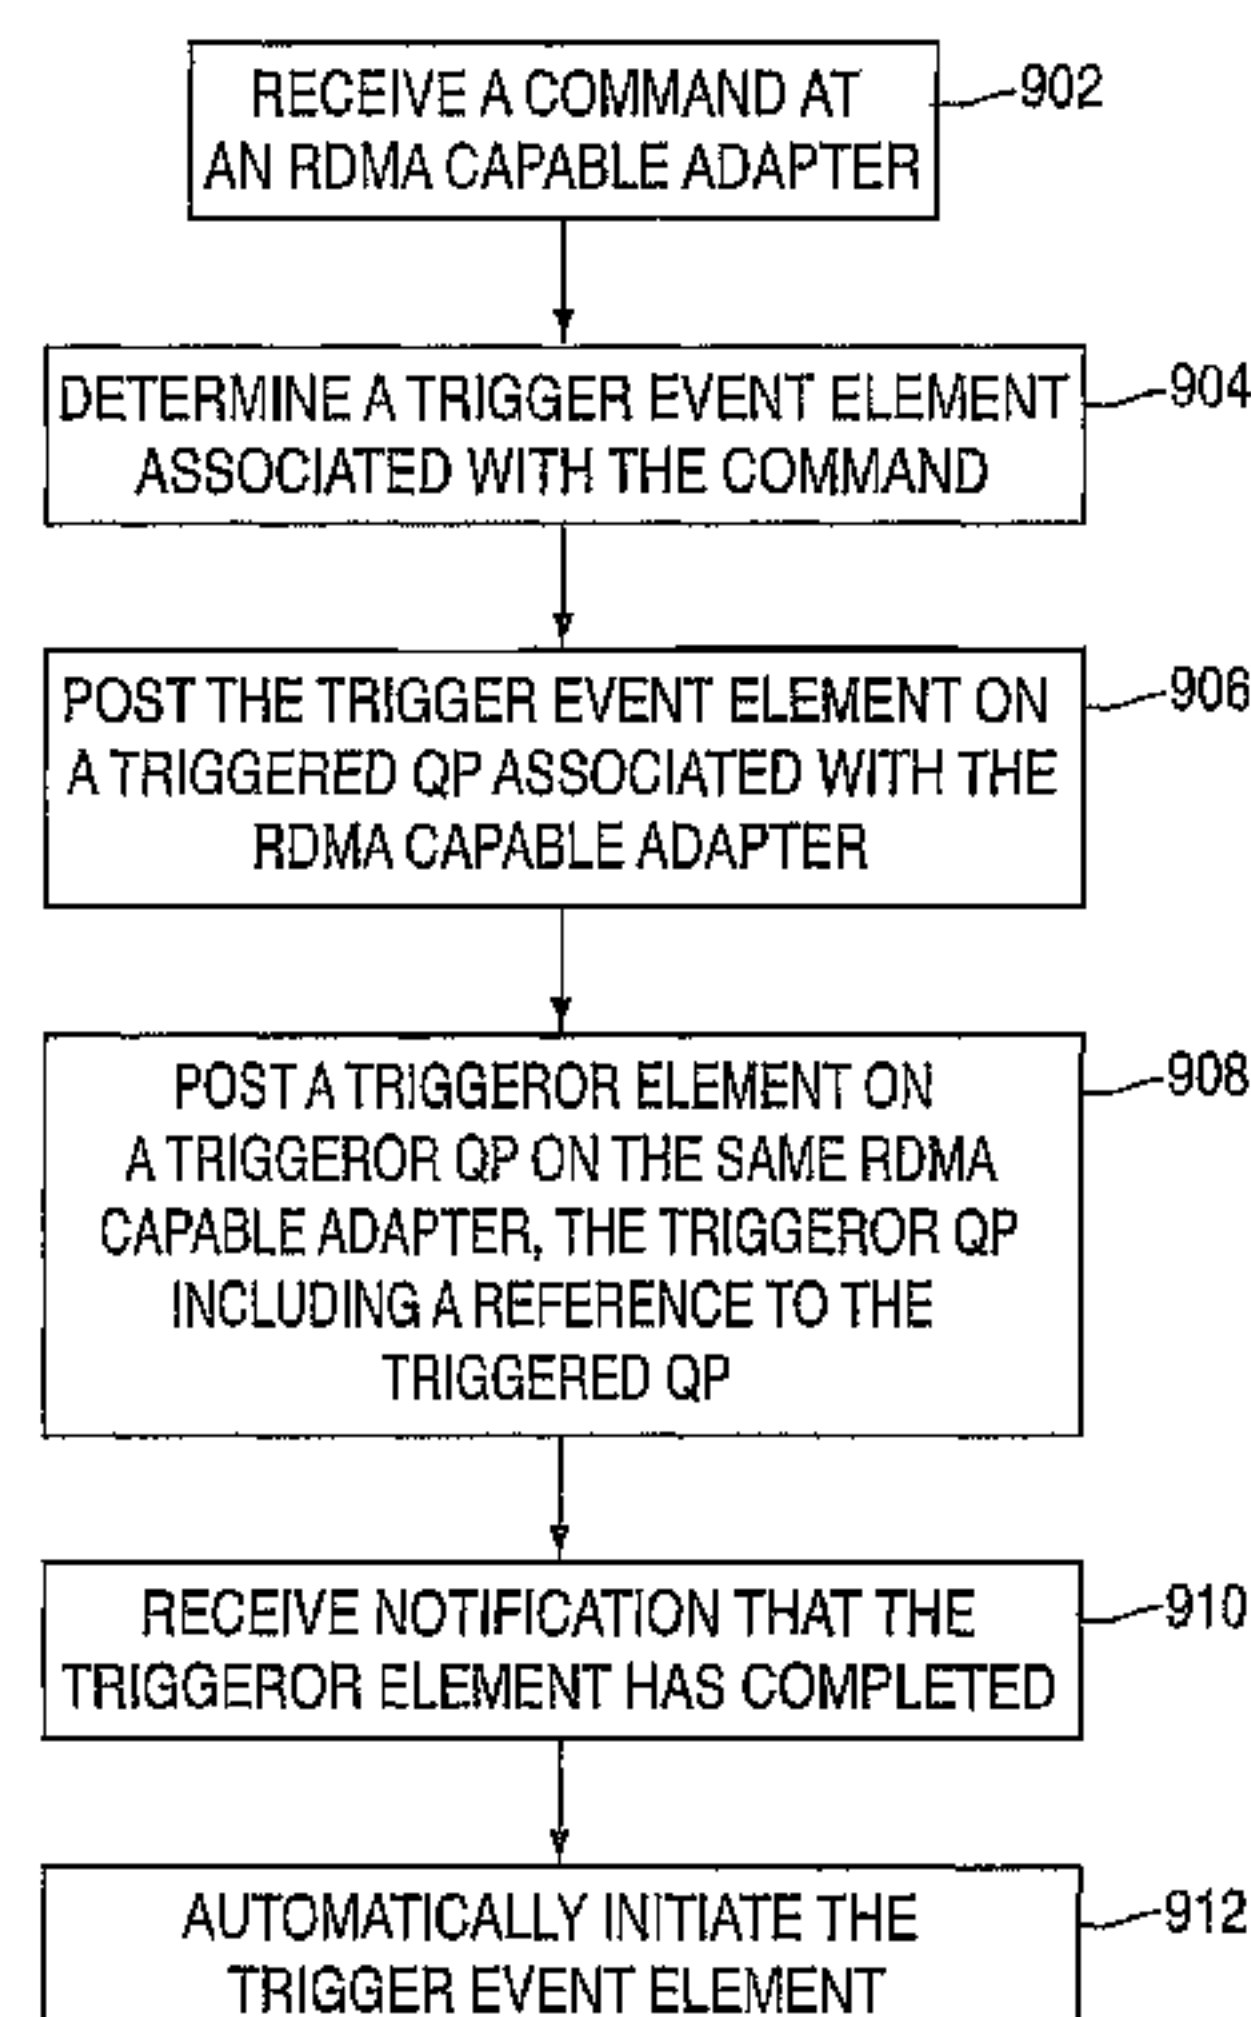 RECEIVE A COMMAND AT
AN RDMA CAPABLE ADAPTER
902
DETERMINE A TRIGGER EVENT ELEMENT
ASSOCIATED WITH THE COMMAND
904
POST THE TRIGGER EVENT ELEMENT ON
A TRIGGERED QP ASSOCIATED WITH THE
RDMA CAPABLE ADAPTER
906
POST A TRIGGEROR ELEMENT ON
A TRIGGEROR QP ON THE SAME RDMA
CAPABLE ADAPTER, THE TRIGGEROR QP
INCLUDING A REFERENCE TO THE
TRIGGERED QP
908
RECEIVE NOTIFICATION THAT THE
TRIGGEROR ELEMENT HAS COMPLETED
910
AUTOMATICALLY INITIATE THE
TRIGGER EVENT ELEMENT
912